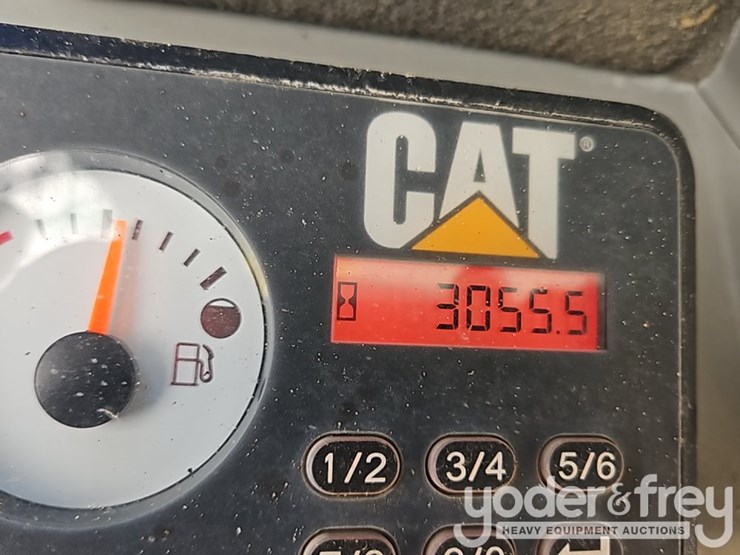 CAT®
3055.5
1/2 3/4 5/6
yoder&frey
HEAVY EQUIPMENT AUCTIONS